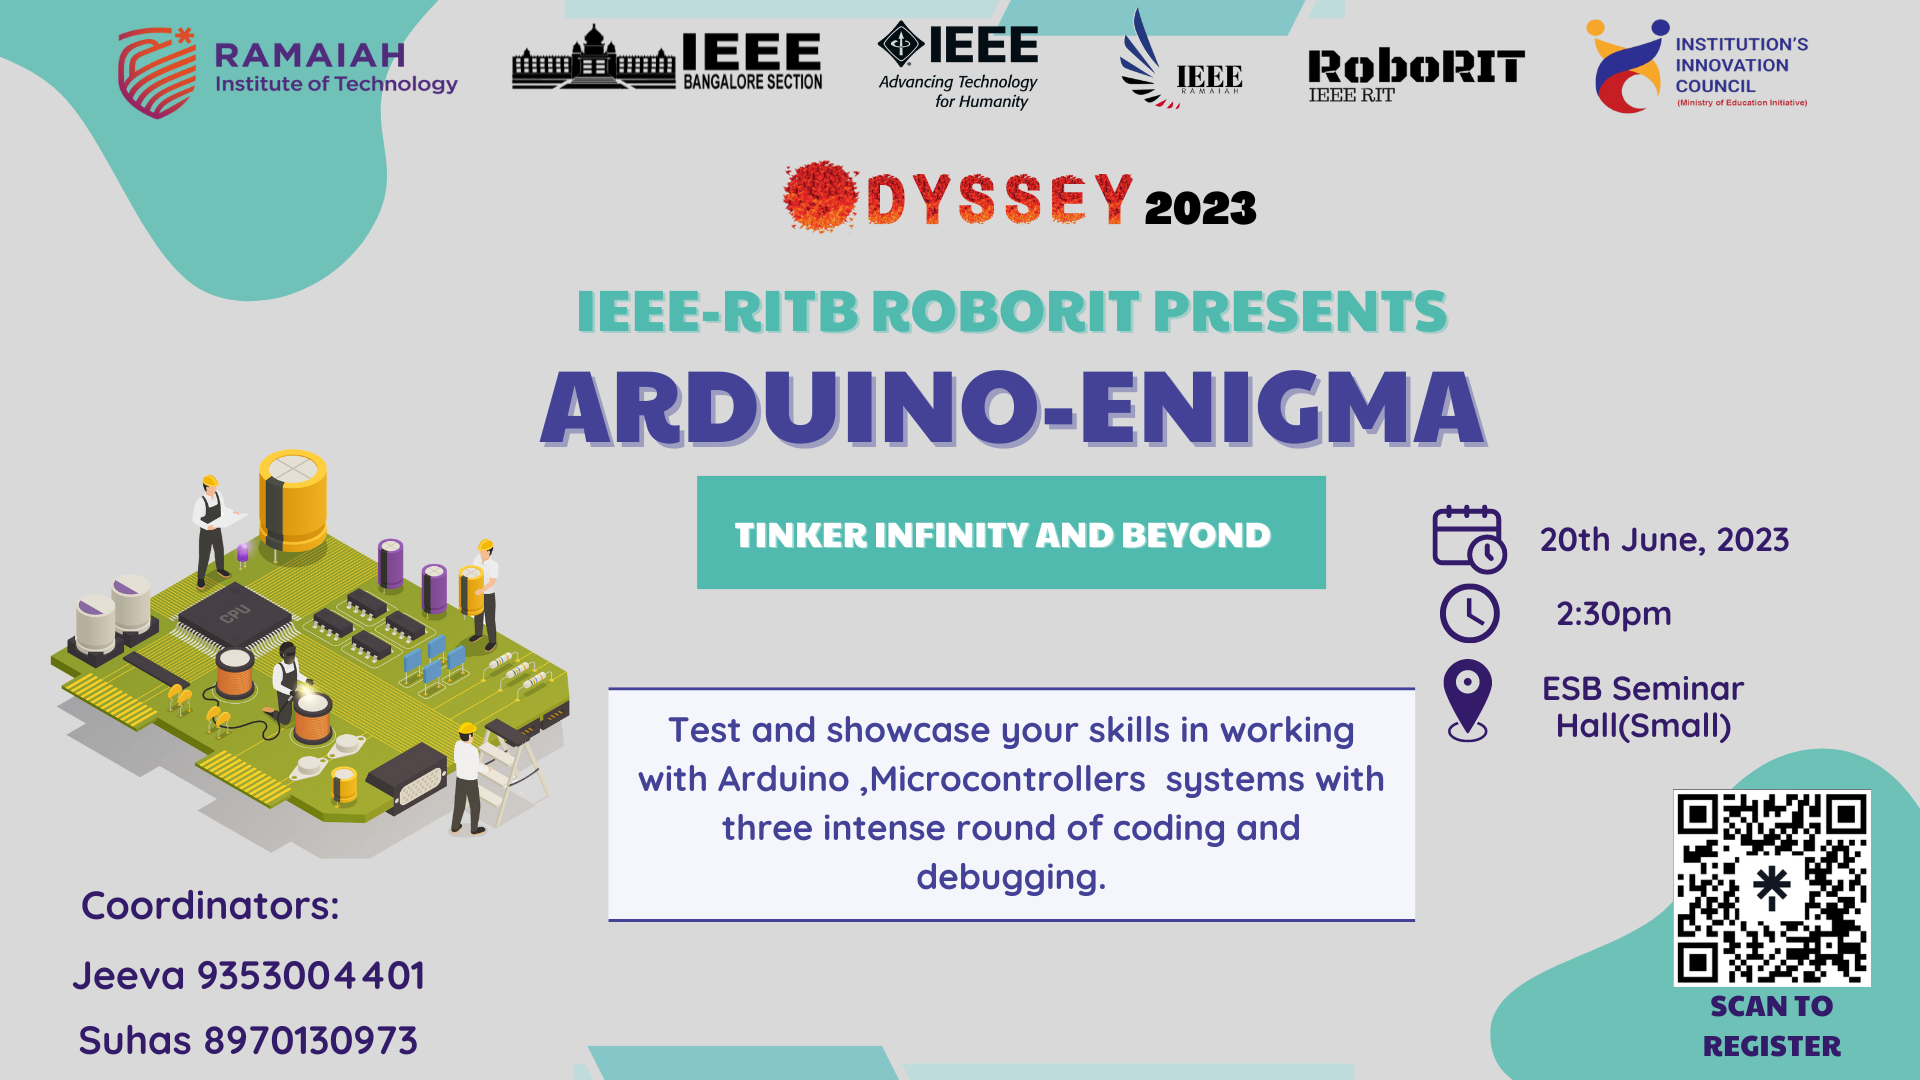 RAMAIAH
Institute of Technology
IEEE
BANGALORE SECTION
IEEE
Advancing Technology
for Humanity
IEEE
RAMAIAH
RoboRIT
IEEE RIT
INSTITUTION'S
INNOVATION
COUNCIL
(Ministry of Education Initiative)
ODYSSEY 2023
IEEE-RITB ROBORIT PRESENTS
ARDUINO-ENIGMA
TINKER INFINITY AND BEYOND
20th June, 2023
2:30pm
ESB Seminar
Hall(Small)
CPU
Test and showcase your skills in working
with Arduino ,Microcontrollers  systems with
three intense round of coding and
debugging.
Coordinators:
Jeeva 9353004401
Suhas 8970130973
SCAN TO
REGISTER